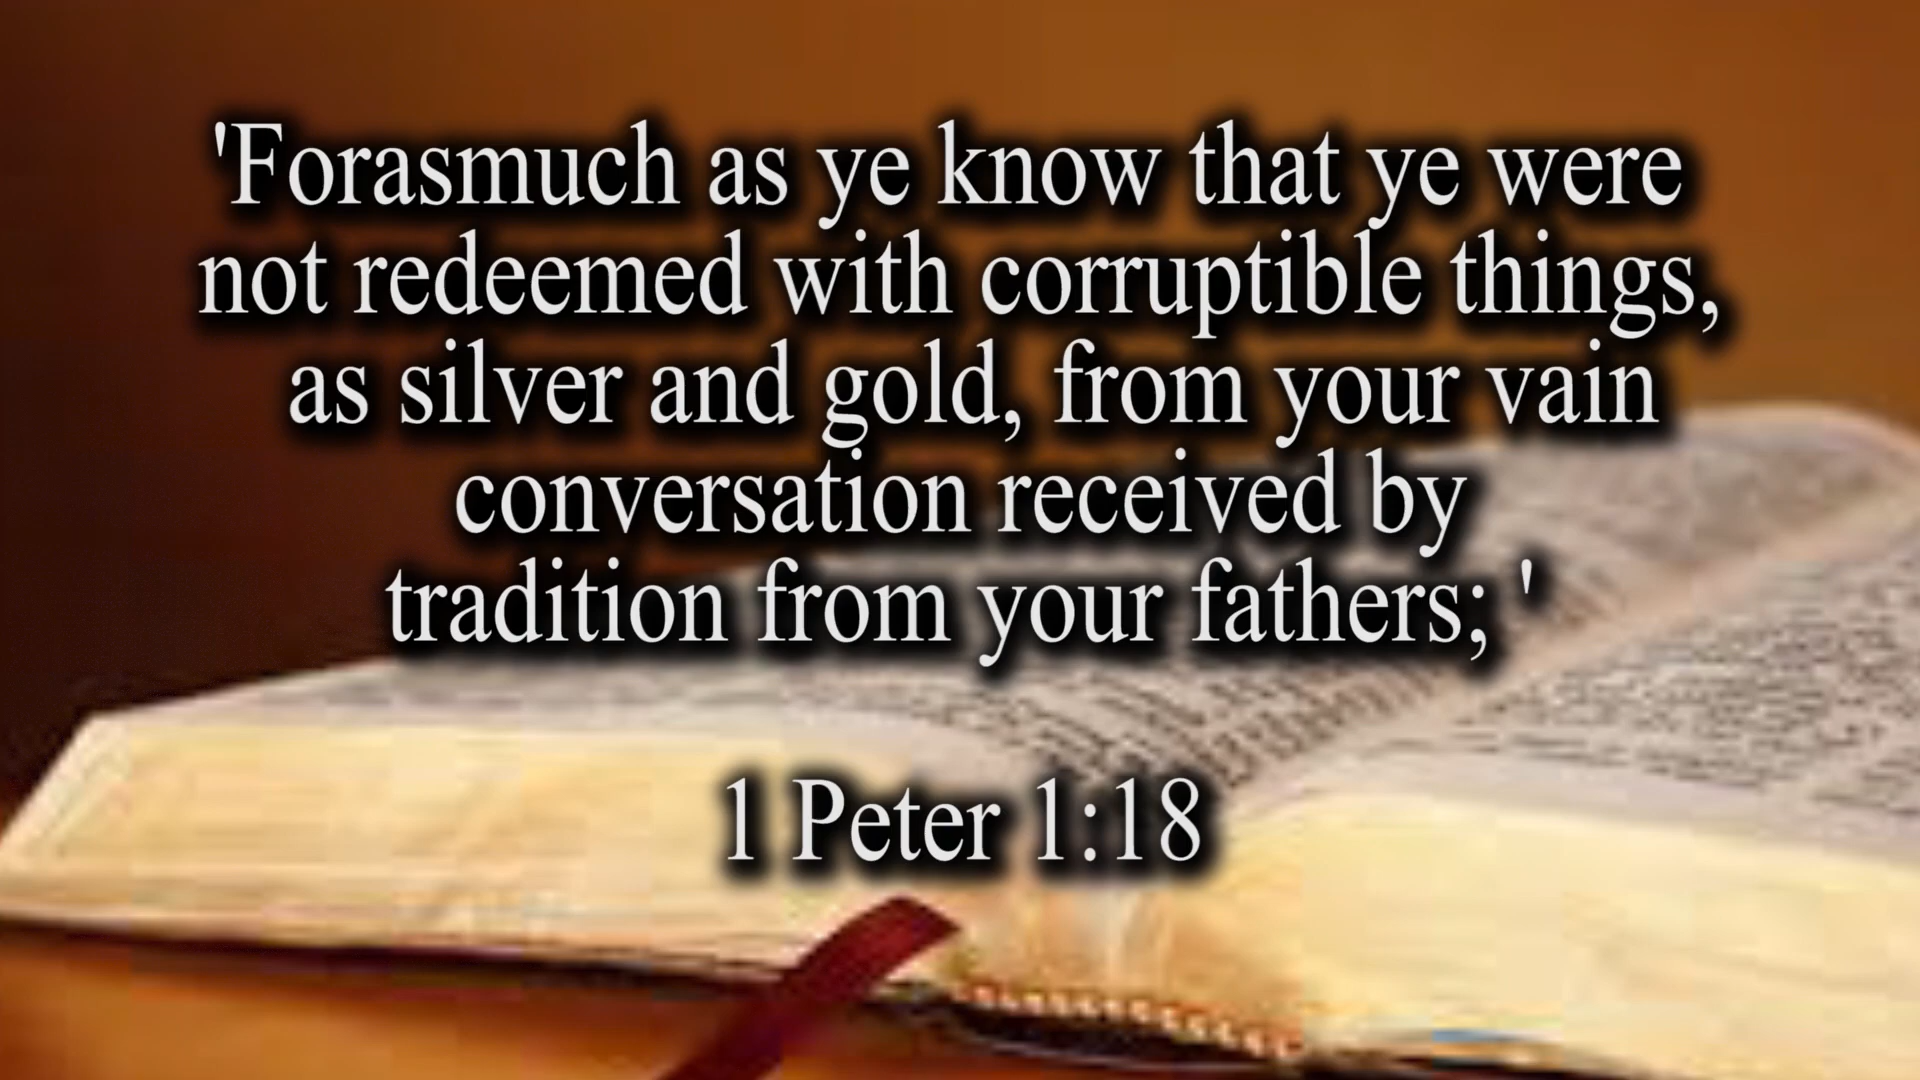 'Forasmuch as ye know that ye were
not redeemed with corruptible things,
as silver and gold, from your vain
conversation received by
tradition from your fathers; '
1 Peter 1:18